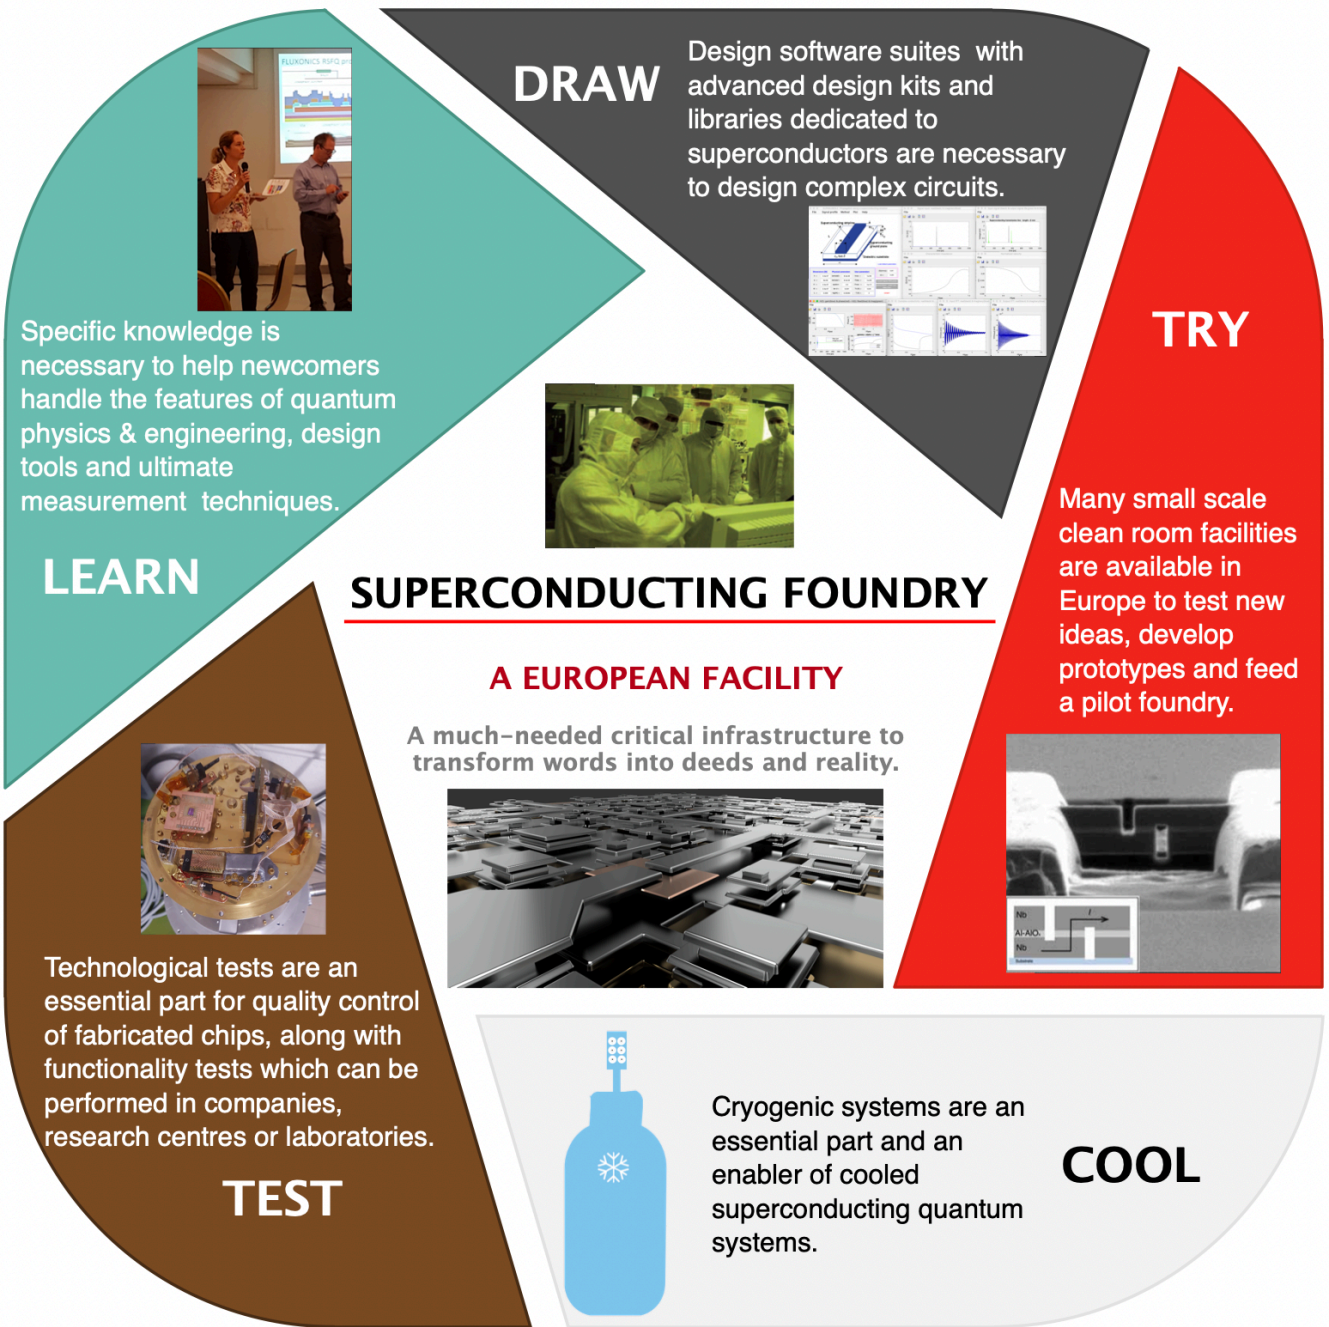 FLUXONICS RSFQ pro
DRAW
Design software suites  with
advanced design kits and
libraries dedicated to
superconductors are necessary
to design complex circuits.
TRY
Many small scale
clean room facilities
are available in
Europe to test new
ideas, develop
prototypes and feed
a pilot foundry.
Nb
Al-AlOₓ
Nb
I
Substrate
Specific knowledge is
necessary to help newcomers
handle the features of quantum
physics & engineering, design
tools and ultimate
measurement  techniques.
LEARN
SUPERCONDUCTING FOUNDRY
A EUROPEAN FACILITY
A much-needed critical infrastructure to
transform words into deeds and reality.
Technological tests are an
essential part for quality control
of fabricated chips, along with
functionality tests which can be
performed in companies,
research centres or laboratories.
TEST
Cryogenic systems are an
essential part and an
enabler of cooled
superconducting quantum
systems.
COOL